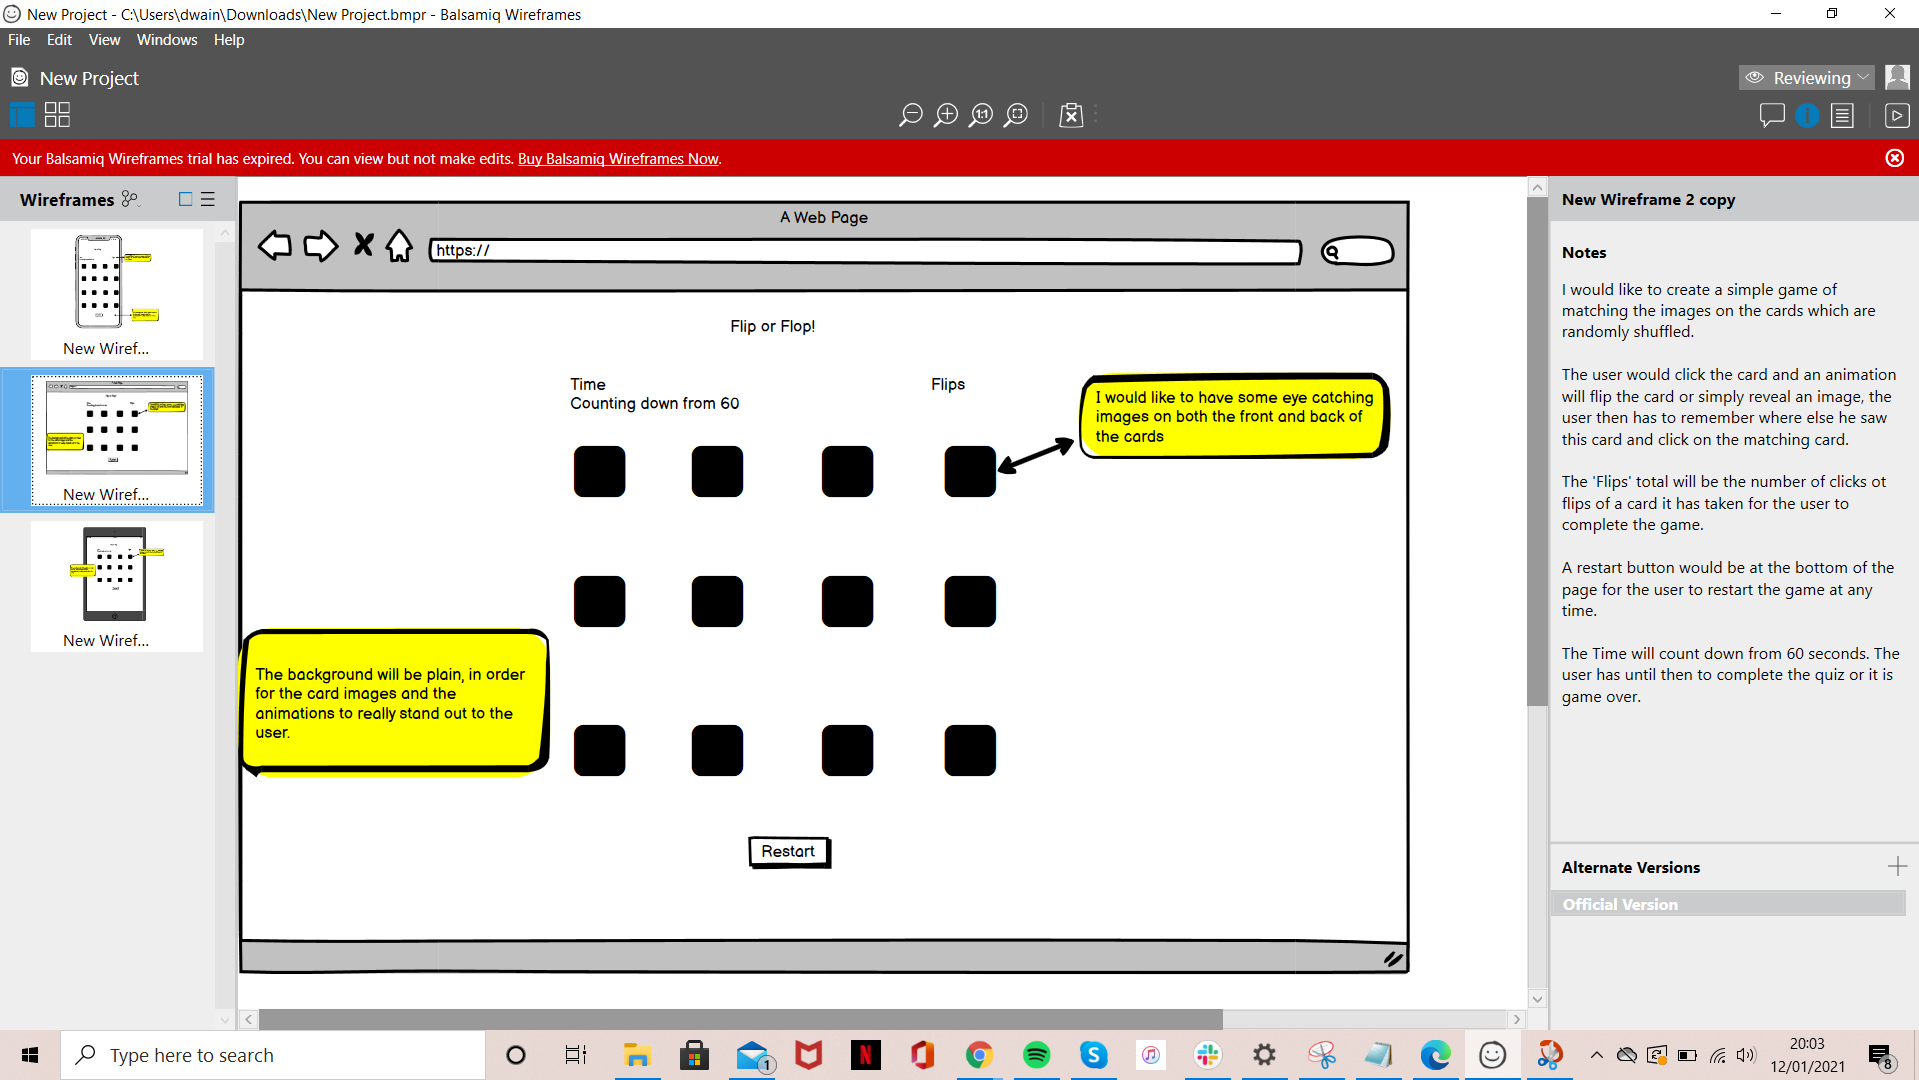 New Project - C:\Users\dwain\Downloads\New Project.bmpr - Balsamiq Wireframes
File Edit View Windows Help
New Project
Reviewing
1:1
Your Balsamiq Wireframes trial has expired. You can view but not make edits. Buy Balsamiq Wireframes Now.
Wireframes
New Wiref...
New Wiref...
New Wiref...
A Web Page
https://
Flip or Flop!
Time
Counting down from 60
Flips
I would like to have some eye catching
images on both the front and back of
the cards
The background will be plain, in order
for the card images and the
animations to really stand out to the
user.
Restart
New Wireframe 2 copy
Notes
I would like to create a simple game of
matching the images on the cards which are
randomly shuffled.
The user would click the card and an animation
will flip the card or simply reveal an image, the
user then has to remember where else he saw
this card and click on the matching card.
The 'Flips' total will be the number of clicks ot
flips of a card it has taken for the user to
complete the game.
A restart button would be at the bottom of the
page for the user to restart the game at any
time.
The Time will count down from 60 seconds. The
user has until then to complete the quiz or it is
game over.
Alternate Versions
Official Version
Type here to search
1
N
S
20:03
12/01/2021
8